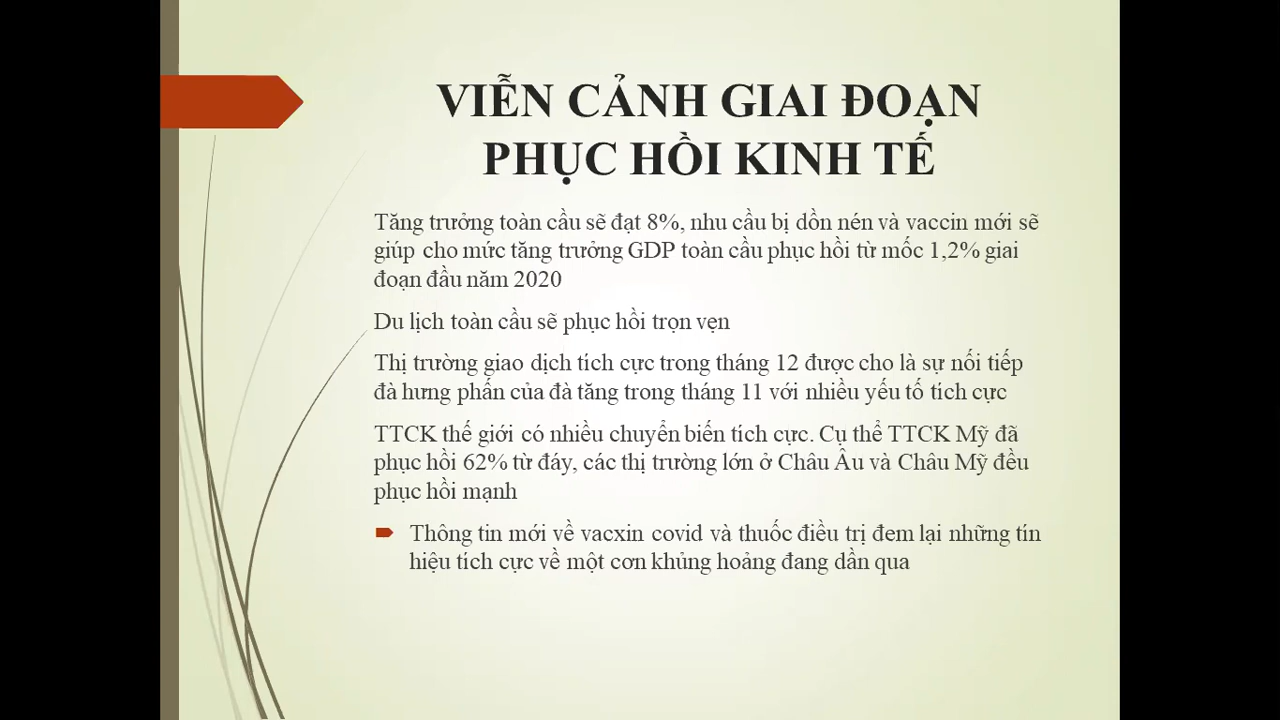 VIỄN CẢNH GIAI ĐOẠN
PHỤC HỒI KINH TẾ
Tăng trưởng toàn cầu sẽ đạt 8%, nhu cầu bị dồn nén và vaccin mới sẽ
giúp cho mức tăng trưởng GDP toàn cầu phục hồi từ mốc 1,2% giai
đoạn đầu năm 2020
Du lịch toàn cầu sẽ phục hồi trọn vẹn
Thị trường giao dịch tích cực trong tháng 12 được cho là sự nối tiếp
đà hưng phấn của đà tăng trong tháng 11 với nhiều yếu tố tích cực
TTCK thế giới có nhiều chuyển biến tích cực. Cụ thể TTCK Mỹ đã
phục hồi 62% từ đáy, các thị trường lớn ở Châu Âu và Châu Mỹ đều
phục hồi mạnh
Thông tin mới về vacxin covid và thuốc điều trị đem lại những tín
hiệu tích cực về một cơn khủng hoảng đang dần qua